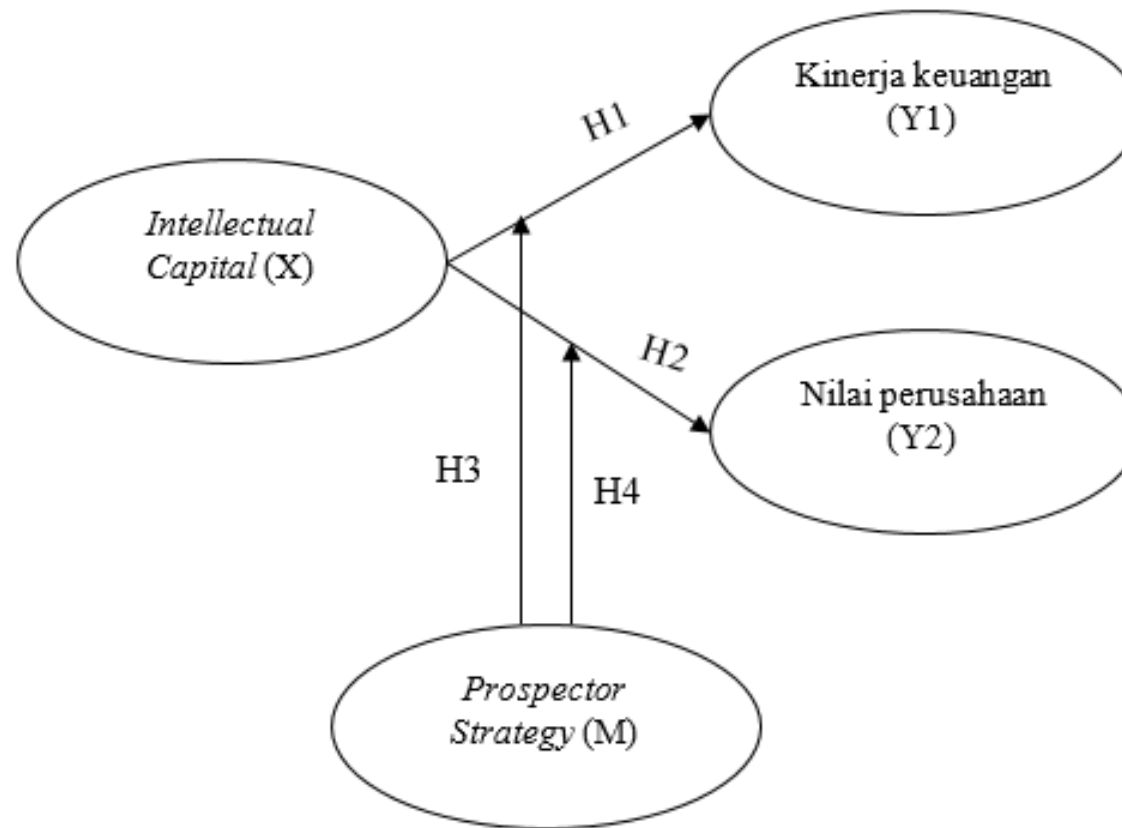 Kinerja keuangan
(Y1)
H1
Intellectual
Capital (X)
H2
Nilai perusahaan
(Y2)
H3
H4
Prospector
Strategy (M)